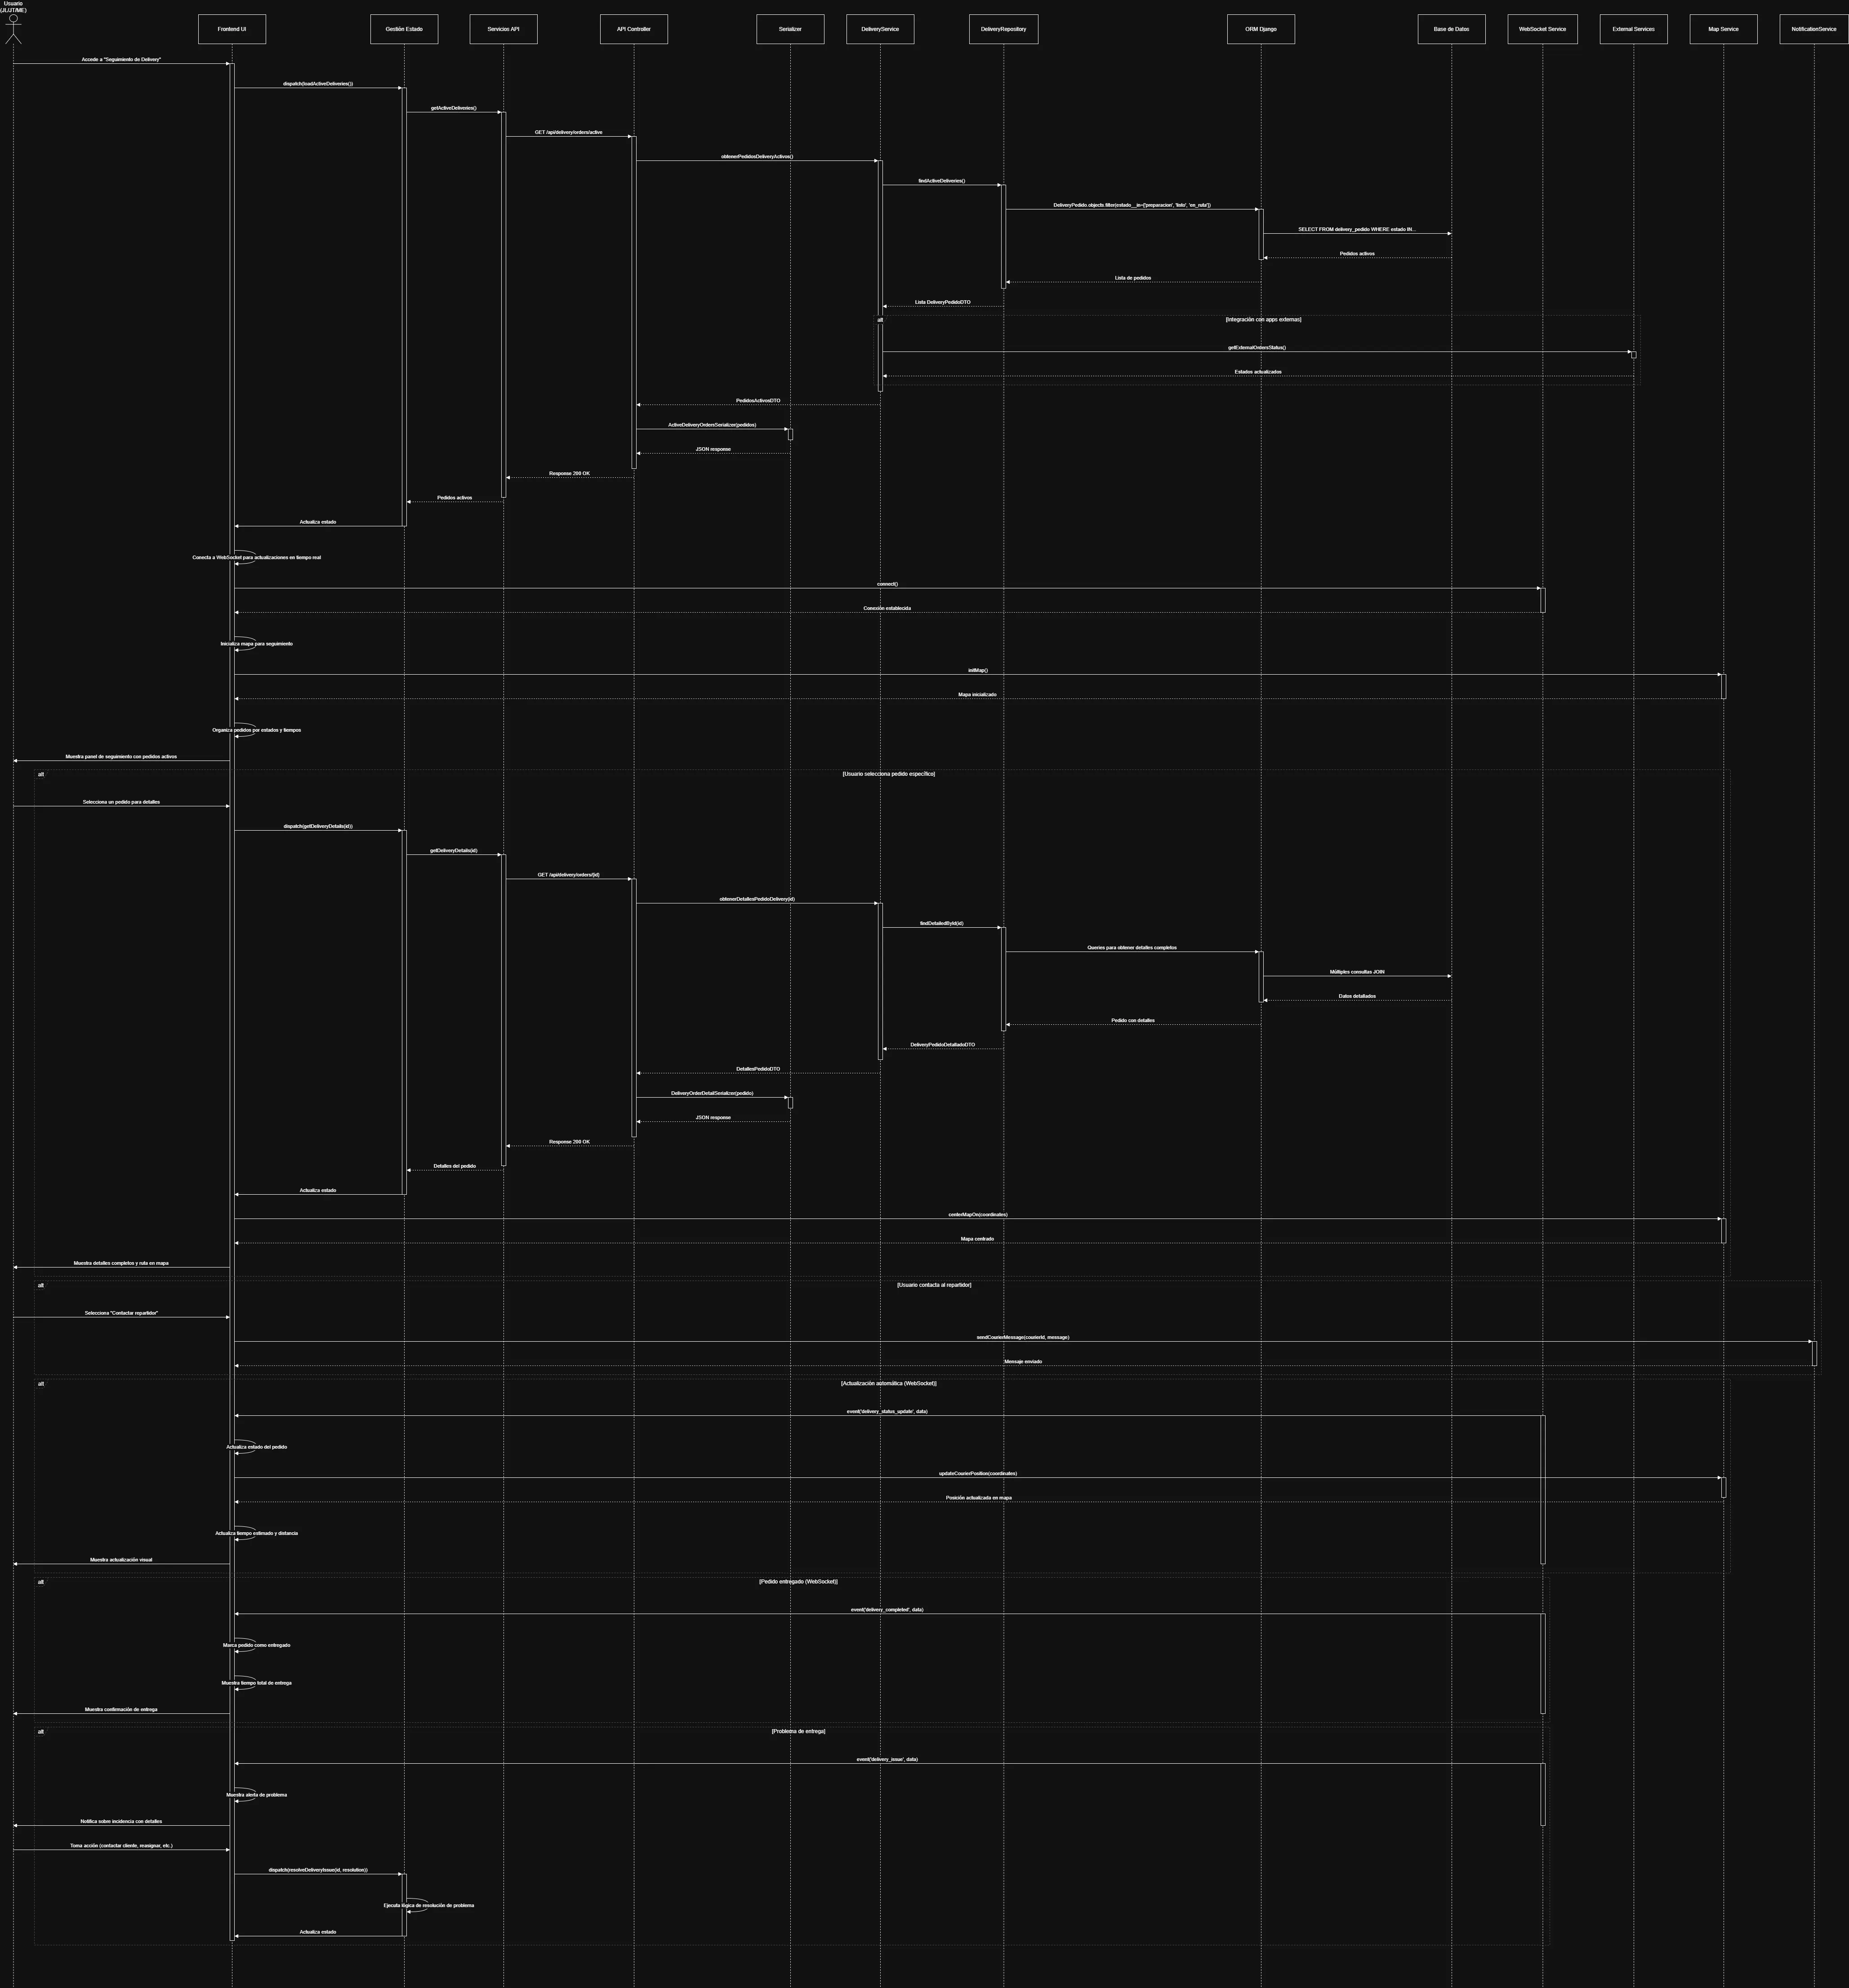 Usuario
(JL/JT/ME)
Frontend UI
Gestión Estado
Servicios API
API Controller
Serializer
DeliveryService
DeliveryRepository
ORM Django
Base de Datos
WebSocket Service
External Services
Map Service
NotificationService
Accede a "Seguimiento de Delivery"
dispatch(loadActiveDeliveries())
getActiveDeliveries()
GET /api/delivery/orders/active
obtenerPedidosDeliveryActivos()
findActiveDeliveries()
DeliveryPedido.objects.filter(estado__in=['preparacion', 'listo', 'en_ruta'])
SELECT FROM delivery_pedido WHERE estado IN...
Pedidos activos
Lista de pedidos
Lista DeliveryPedidoDTO
alt
[Integración con apps externas]
getExternalOrdersStatus()
Estados actualizados
PedidosActivosDTO
ActiveDeliveryOrdersSerializer(pedidos)
JSON response
Response 200 OK
Pedidos activos
Actualiza estado
Conecta a WebSocket para actualizaciones en tiempo real
connect()
Conexión establecida
Inicializa mapa para seguimiento
initMap()
Mapa inicializado
Organiza pedidos por estados y tiempos
Muestra panel de seguimiento con pedidos activos
alt
[Usuario selecciona pedido específico]
Selecciona un pedido para detalles
dispatch(getDeliveryDetails(id))
getDeliveryDetails(id)
GET /api/delivery/orders/{id}
obtenerDetallesPedidoDelivery(id)
findDetailedById(id)
Queries para obtener detalles completos
Múltiples consultas JOIN
Datos detallados
Pedido con detalles
DeliveryPedidoDetalladoDTO
DetallesPedidoDTO
DeliveryOrderDetailSerializer(pedido)
JSON response
Response 200 OK
Detalles del pedido
Actualiza estado
centerMapOn(coordinates)
Mapa centrado
Muestra detalles completos y ruta en mapa
alt
[Usuario contacta al repartidor]
Selecciona "Contactar repartidor"
sendCourierMessage(courierId, message)
Mensaje enviado
alt
[Actualización automática (WebSocket)]
event('delivery_status_update', data)
Actualiza estado del pedido
updateCourierPosition(coordinates)
Posición actualizada en mapa
Actualiza tiempo estimado y distancia
Muestra actualización visual
alt
[Pedido entregado (WebSocket)]
event('delivery_completed', data)
Marca pedido como entregado
Muestra tiempo total de entrega
Muestra confirmación de entrega
alt
[Problema de entrega]
event('delivery_issue', data)
Muestra alerta de problema
Notifica sobre incidencia con detalles
Toma acción (contactar cliente, reasignar, etc.)
dispatch(resolveDeliveryIssue(id, resolution))
Ejecuta lógica de resolución de problema
Actualiza estado